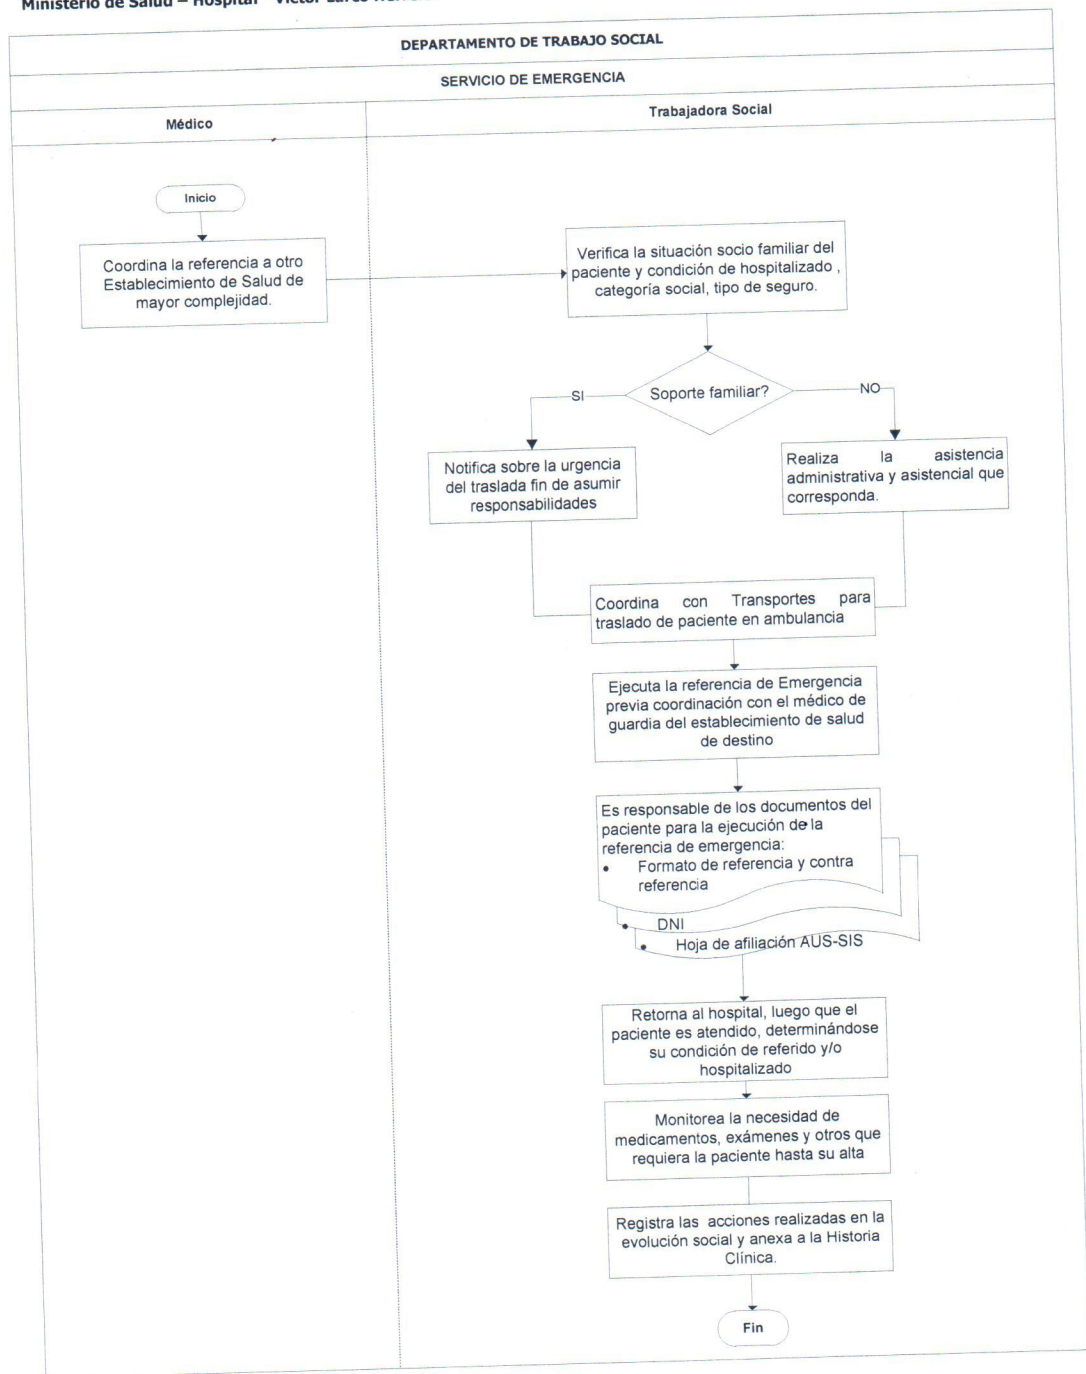 Ministerio de Salud – Hospital
DEPARTAMENTO DE TRABAJO SOCIAL
SERVICIO DE EMERGENCIA
Médico
Trabajadora Social
Inicio
Coordina la referencia a otro
Establecimiento de Salud de
mayor complejidad.
Verifica la situación socio familiar del
paciente y condición de hospitalizado ,
categoría social, tipo de seguro.
Soporte familiar?
SI
NO
Notifica sobre la urgencia
del traslada fin de asumir
responsabilidades
Realiza la asistencia
administrativa y asistencial que
corresponda.
Coordina con Transportes para
traslado de paciente en ambulancia
Ejecuta la referencia de Emergencia
previa coordinación con el médico de
guardia del establecimiento de salud
de destino
Es responsable de los documentos del
paciente para la ejecución de la
referencia de emergencia:
• Formato de referencia y contra
referencia
• DNI
• Hoja de afiliación AUS-SIS
Retorna al hospital, luego que el
paciente es atendido, determinándose
su condición de referido y/o
hospitalizado
Monitorea la necesidad de
medicamentos, exámenes y otros que
requiera la paciente hasta su alta
Registra las acciones realizadas en la
evolución social y anexa a la Historia
Clínica.
Fin